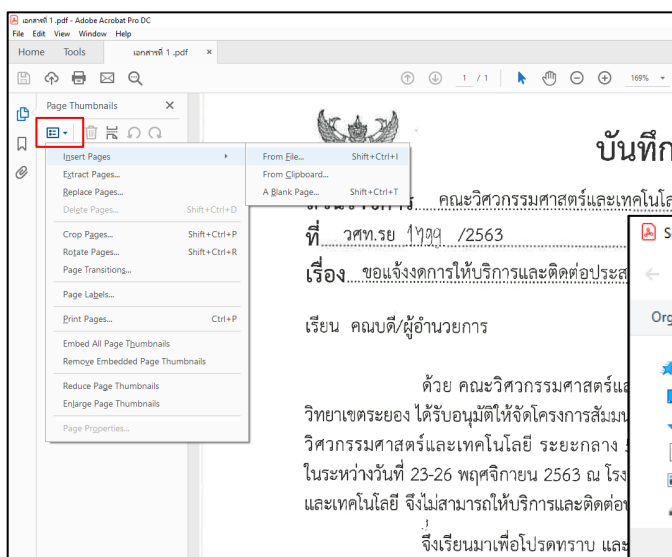 เอกสารที่ 1 .pdf - Adobe Acrobat Pro DC
File Edit View Window Help
Home Tools เอกสารที่ 1 .pdf ×
1 / 1 169%
Page Thumbnails ×
Insert Pages
From File... Shift+Ctrl+I
Extract Pages...
From Clipboard...
Replace Pages...
A Blank Page... Shift+Ctrl+T
Delete Pages... Shift+Ctrl+D
Crop Pages... Shift+Ctrl+P
Rotate Pages... Shift+Ctrl+R
Page Transitions...
Page Labels...
Print Pages... Ctrl+P
Embed All Page Thumbnails
Remove Embedded Page Thumbnails
Reduce Page Thumbnails
Enlarge Page Thumbnails
Page Properties...
บันทึก
คณะวิศวกรรมศาสตร์และเทคโนโล
ที่ วศท.รย /2563
เรื่อง ขอแจ้งงดการให้บริการและติดต่อประส
เรียน คณบดี/ผู้อำนวยการ
ด้วย คณะวิศวกรรมศาสตร์และ
วิทยาเขตระยอง ได้รับอนุมัติให้จัดโครงการสัมมน
วิศวกรรมศาสตร์และเทคโนโลยี ระยะกลาง
ในระหว่างวันที่ 23-26 พฤศจิกายน 2563 ณ โรง
และเทคโนโลยี จึงไม่สามารถให้บริการและติดต่อ
จึงเรียนมาเพื่อโปรดทราบ และ
Org